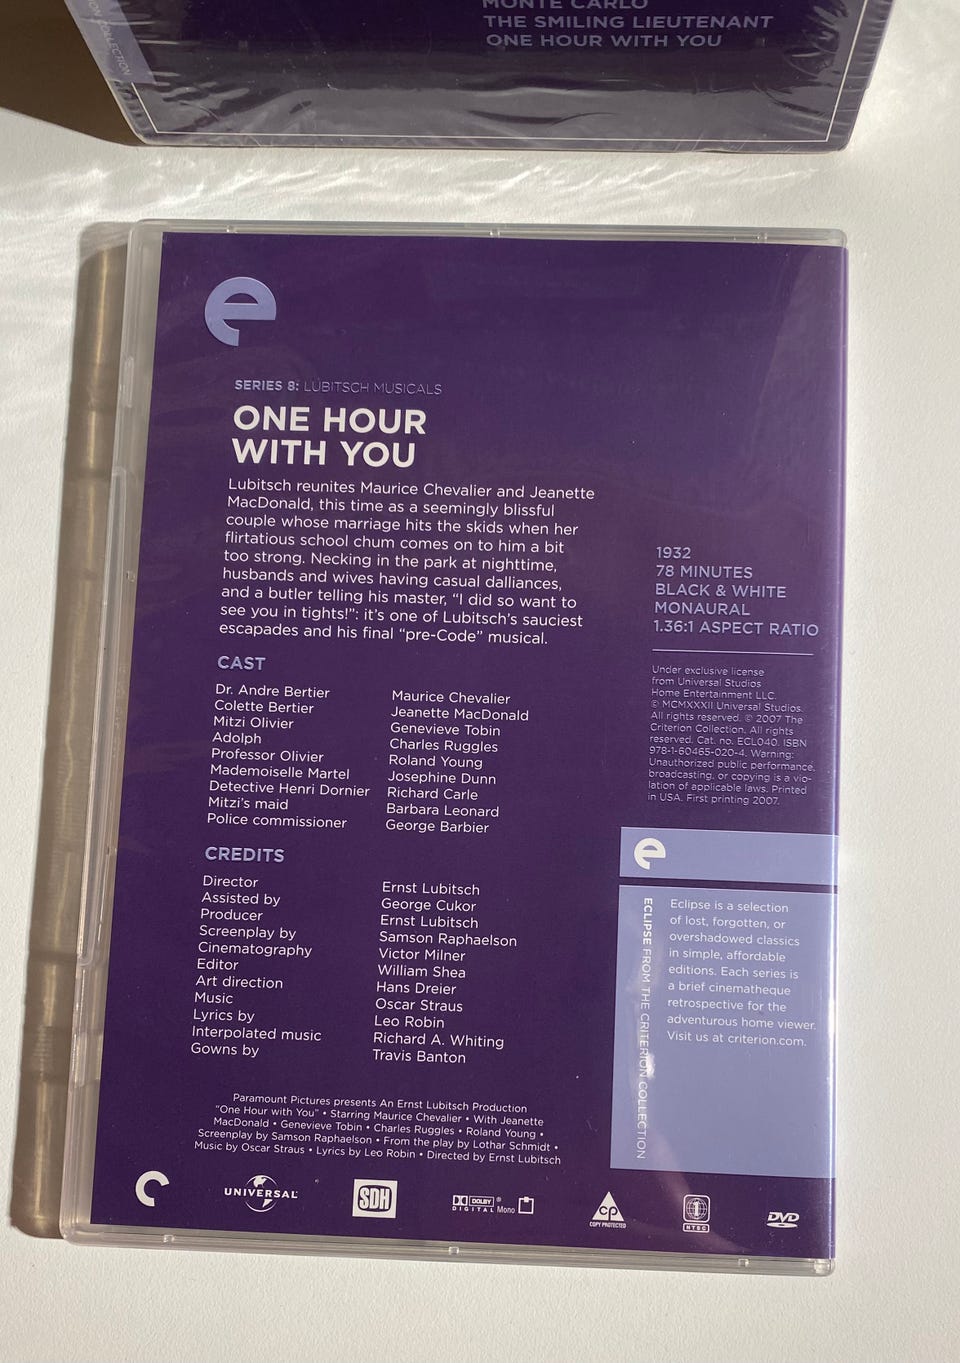 MONTE CARLO
THE SMILING LIEUTENANT
ONE HOUR WITH YOU
COLLECTION
e
SERIES 8: LUBITSCH MUSICALS
ONE HOUR
WITH YOU
Lubitsch reunites Maurice Chevalier and Jeanette
MacDonald, this time as a seemingly blissful
couple whose marriage hits the skids when her
flirtatious school chum comes on to him a bit
too strong. Necking in the park at nighttime,
husbands and wives having casual dalliances,
and a butler telling his master, “I did so want to
see you in tights!”: it’s one of Lubitsch’s sauciest
escapades and his final “pre-Code” musical.
CAST
Dr. Andre Bertier Maurice Chevalier
Colette Bertier Jeanette MacDonald
Mitzi Olivier Genevieve Tobin
Adolph Charles Ruggles
Professor Olivier Roland Young
Mademoiselle Martel Josephine Dunn
Detective Henri Dornier Richard Carle
Mitzi’s maid Barbara Leonard
Police commissioner George Barbier
CREDITS
Director Ernst Lubitsch
Assisted by George Cukor
Producer Ernst Lubitsch
Screenplay by Samson Raphaelson
Cinematography Victor Milner
Editor William Shea
Art direction Hans Dreier
Music Oscar Straus
Lyrics by Leo Robin
Interpolated music Richard A. Whiting
Gowns by Travis Banton
Paramount Pictures presents An Ernst Lubitsch Production
“One Hour with You” • Starring Maurice Chevalier • With Jeanette
MacDonald • Genevieve Tobin • Charles Ruggles • Roland Young •
Screenplay by Samson Raphaelson • From the play by Lothar Schmidt •
Music by Oscar Straus • Lyrics by Leo Robin • Directed by Ernst Lubitsch
1932
78 MINUTES
BLACK & WHITE
MONAURAL
1.36:1 ASPECT RATIO
Under exclusive license
from Universal Studios
Home Entertainment LLC.
© MCMXXXII Universal Studios.
All rights reserved. © 2007 The
Criterion Collection. All rights
reserved. Cat. no. ECL040. ISBN
978-1-60465-020-4. Warning:
Unauthorized public performance,
broadcasting, or copying is a vio-
lation of applicable laws. Printed
in USA. First printing 2007.
e
ECLIPSE FROM THE CRITERION COLLECTION
Eclipse is a selection
of lost, forgotten, or
overshadowed classics
in simple, affordable
editions. Each series is
a brief cinematheque
retrospective for the
adventurous home viewer.
Visit us at criterion.com.
UNIVERSAL
SDH
DOLBY
DIGITAL Mono
cp
COPY PROTECTED
1
NTSC
DVD